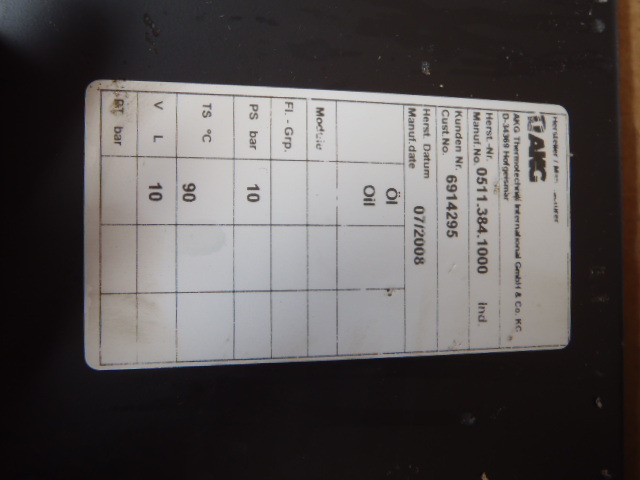 Hersteller /
AKG
AKG Thermotechnik International GmbH & Co. KG
D-34369 Hofgeismar
Herst.-Nr.
Manuf.No. 0511.384.1000 Ind.
Kunden Nr.
Cust.No. 6914295
Herst. Datum
Manuf.date 07/2008
Module Öl
Oil
Fl. - Grp.
PS bar 10
TS °C 90
V L 10
bar